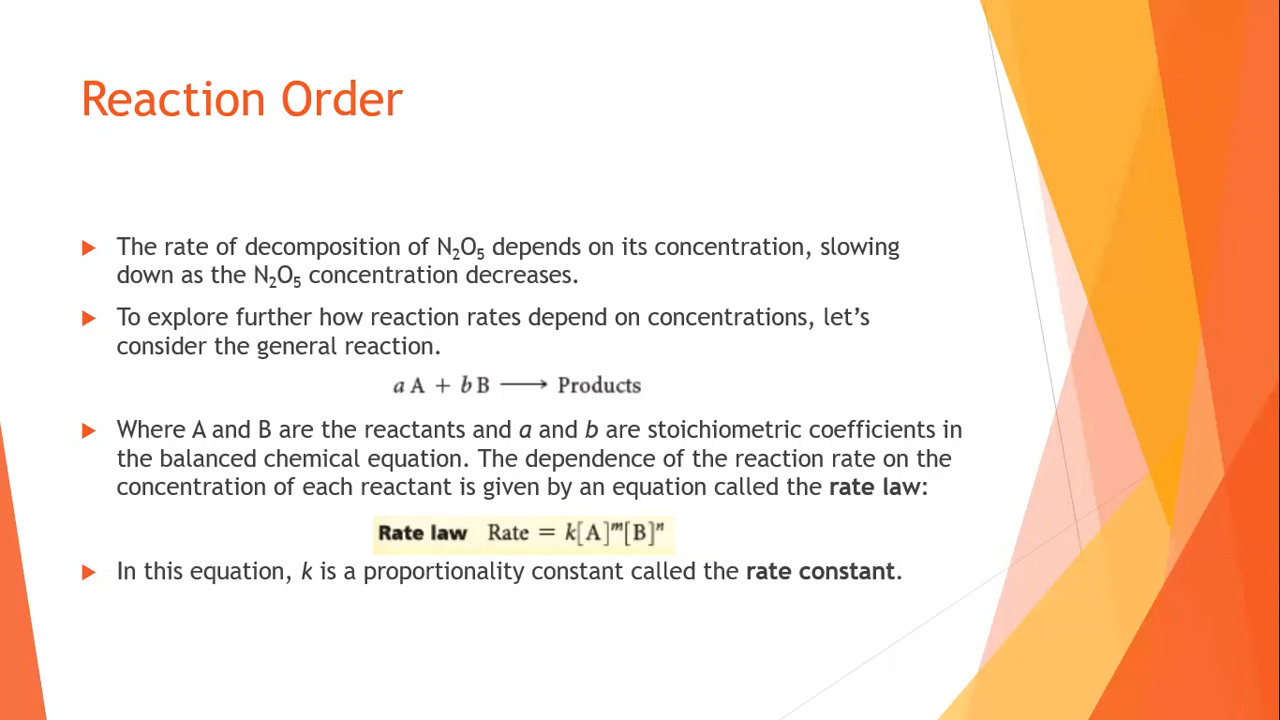 Reaction Order
The rate of decomposition of N₂O₅ depends on its concentration, slowing
down as the N₂O₅ concentration decreases.
To explore further how reaction rates depend on concentrations, let’s
consider the general reaction.
a A + b B ⟶ Products
Where A and B are the reactants and a and b are stoichiometric coefficients in
the balanced chemical equation. The dependence of the reaction rate on the
concentration of each reactant is given by an equation called the rate law:
Rate law Rate = k[A]ᵐ[B]ⁿ
In this equation, k is a proportionality constant called the rate constant.